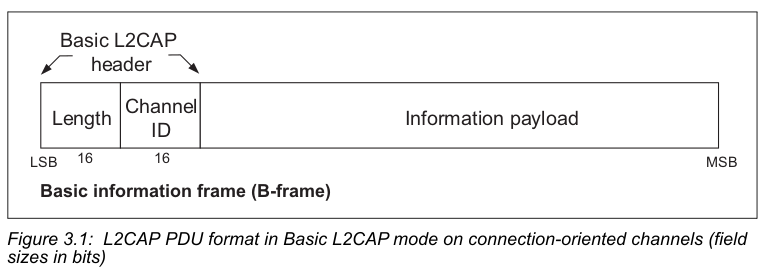 Basic L2CAP
header
Length
Channel
ID
Information payload
LSB
16
16
MSB
Basic information frame (B-frame)
Figure 3.1: L2CAP PDU format in Basic L2CAP mode on connection-oriented channels (field
sizes in bits)